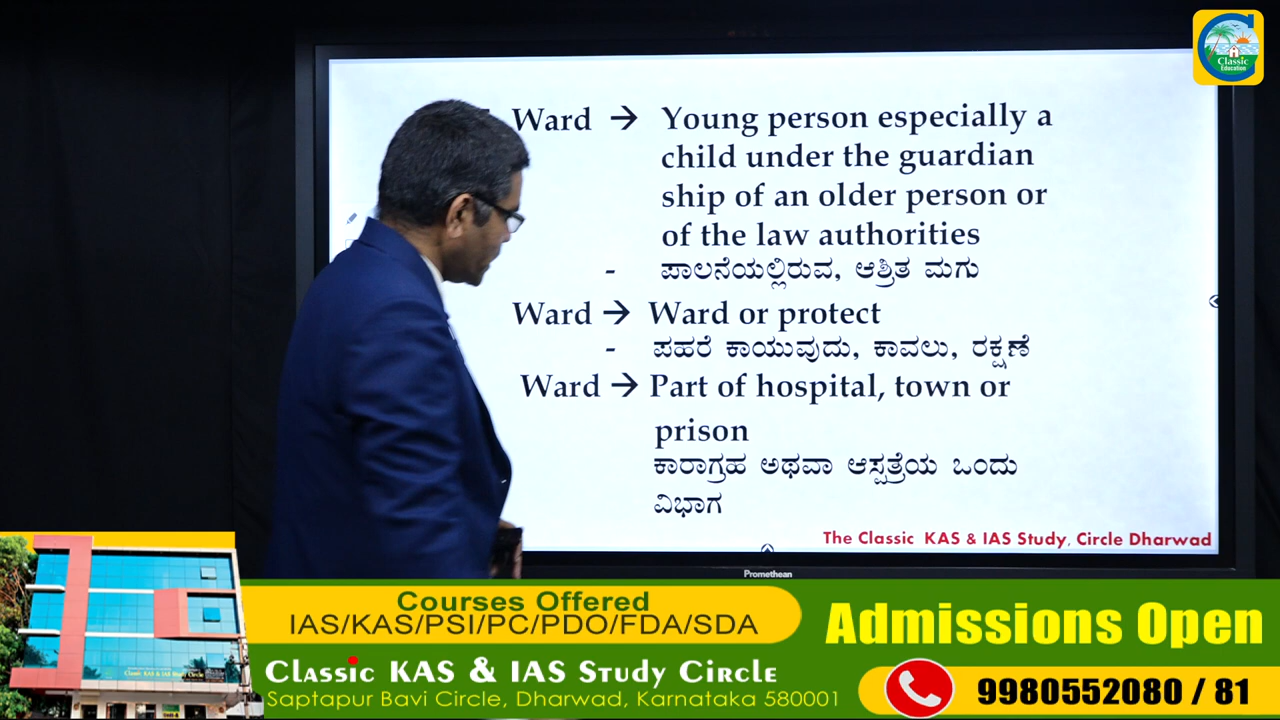 Classic
Education
Ward → Young person especially a
child under the guardian
ship of an older person or
of the law authorities
- ಪಾಲನೆಯಲ್ಲಿರುವ, ಆಶ್ರಿತ ಮಗು
Ward → Ward or protect
- ಪಹರೆ ಕಾಯುವುದು, ಕಾವಲು, ರಕ್ಷಣೆ
Ward → Part of hospital, town or
prison
ಕಾರಾಗ್ರಹ ಅಥವಾ ಆಸ್ಪತ್ರೆಯ ಒಂದು
ವಿಭಾಗ
The Classic KAS & IAS Study, Circle Dharwad
Promethean
Courses Offered
IAS/KAS/PSI/PC/PDO/FDA/SDA
Admissions Open
Classic KAS & IAS Study Circle
Saptapur Bavi Circle, Dharwad, Karnataka 580001
9980552080 / 81